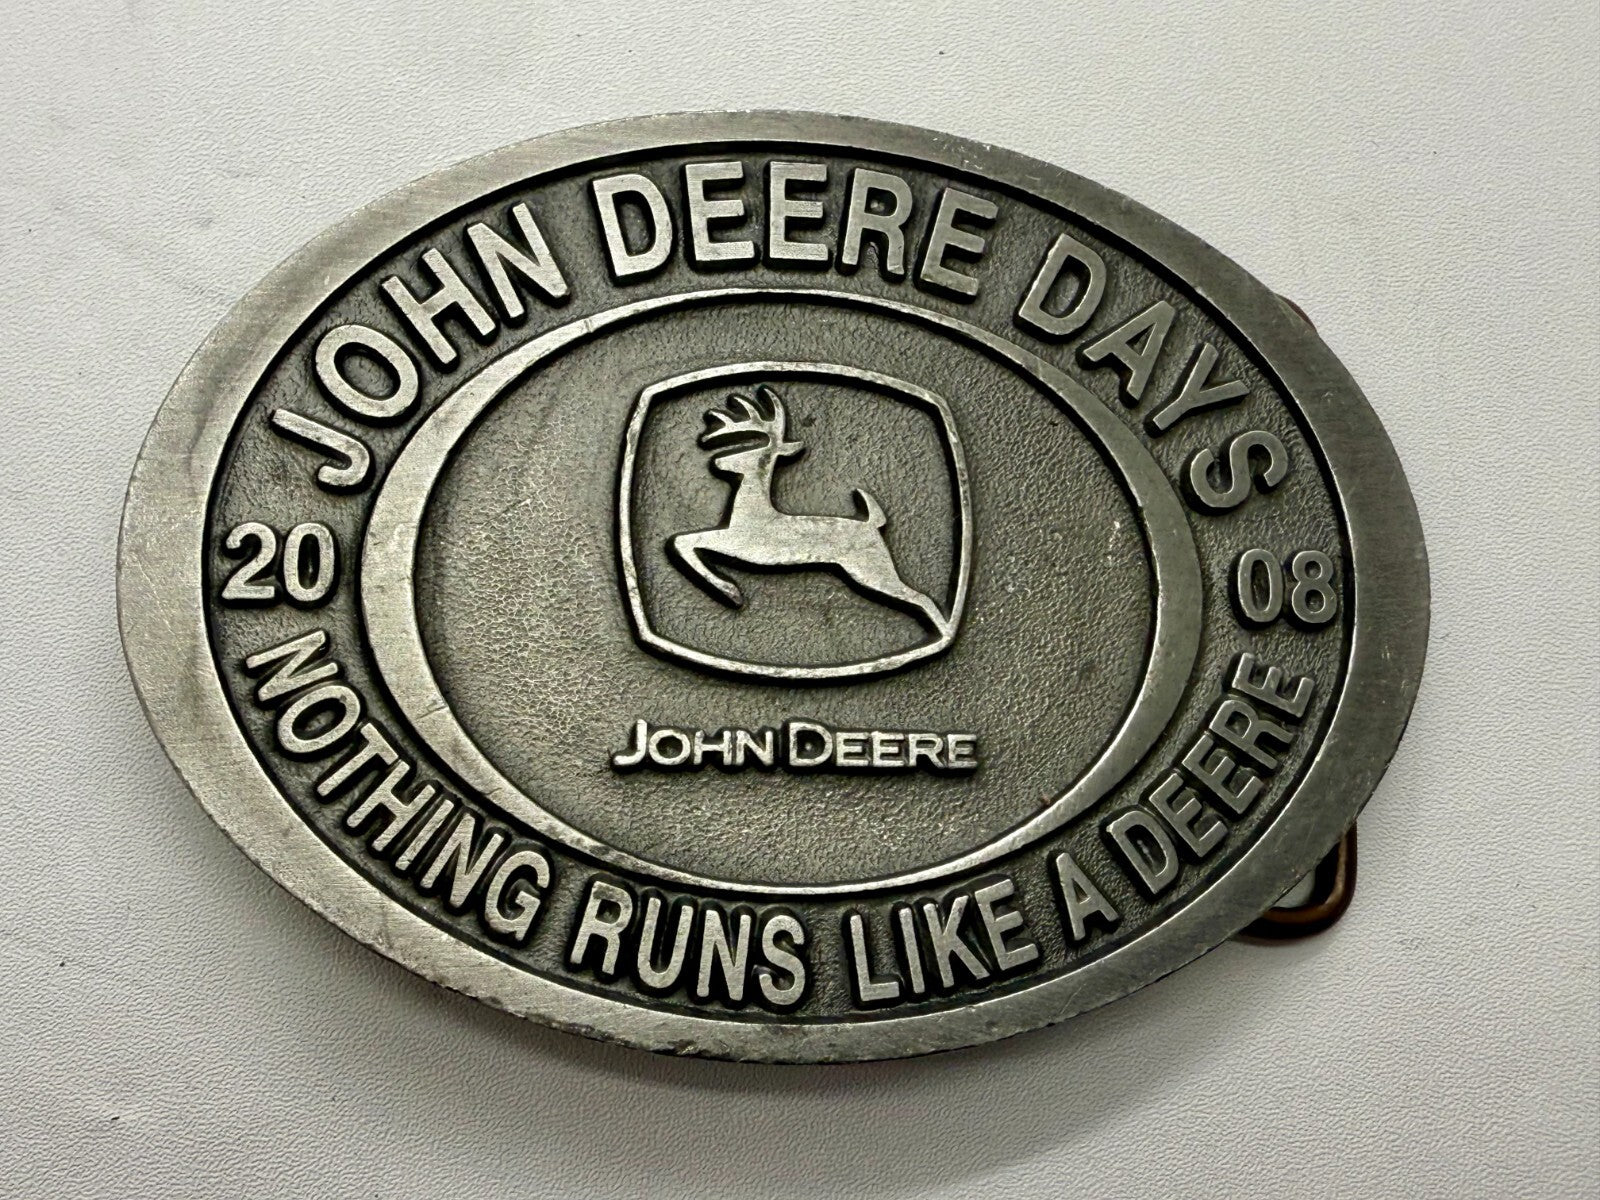 JOHN DEERE DAYS
20 08
JOHN DEERE
NOTHING RUNS LIKE A DEERE